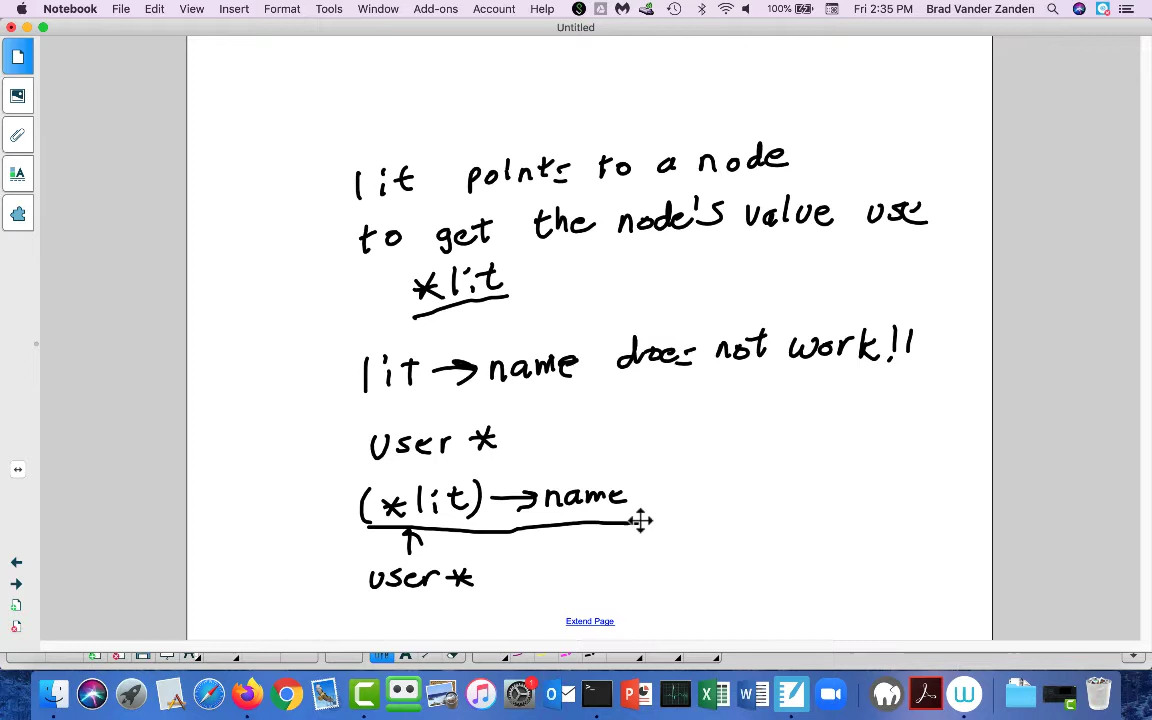 Notebook File Edit View Insert Format Tools Window Add-ons Account Help 100% Fri 2:35 PM Brad Vander Zanden
Untitled
lit points to a node
to get the node's value use
*lit
lit → name does not work!!
user *
(*lit) → name
user *
Extend Page